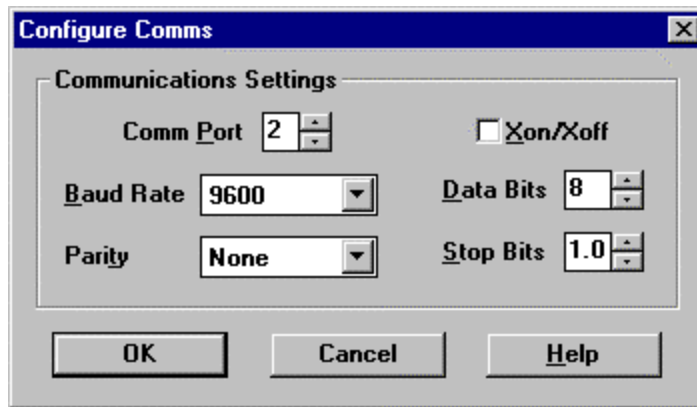 Configure Comms
Communications Settings
Comm Port 2 Xon/Xoff
Baud Rate 9600 Data Bits 8
Parity None Stop Bits 1.0
OK Cancel Help